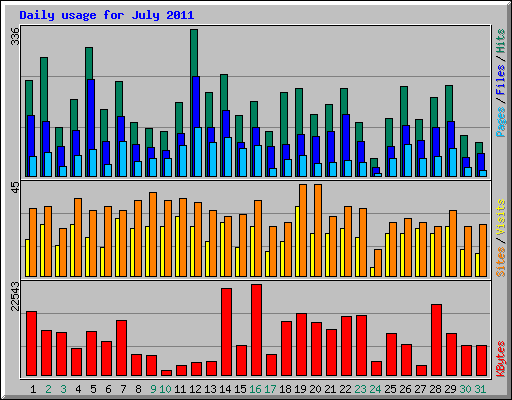 Daily usage for July 2011
336
Pages / Files / Hits
45
Sites / Visits
22543
KBytes
1 2 3 4 5 6 7 8 9 10 11 12 13 14 15 16 17 18 19 20 21 22 23 24 25 26 27 28 29 30 31